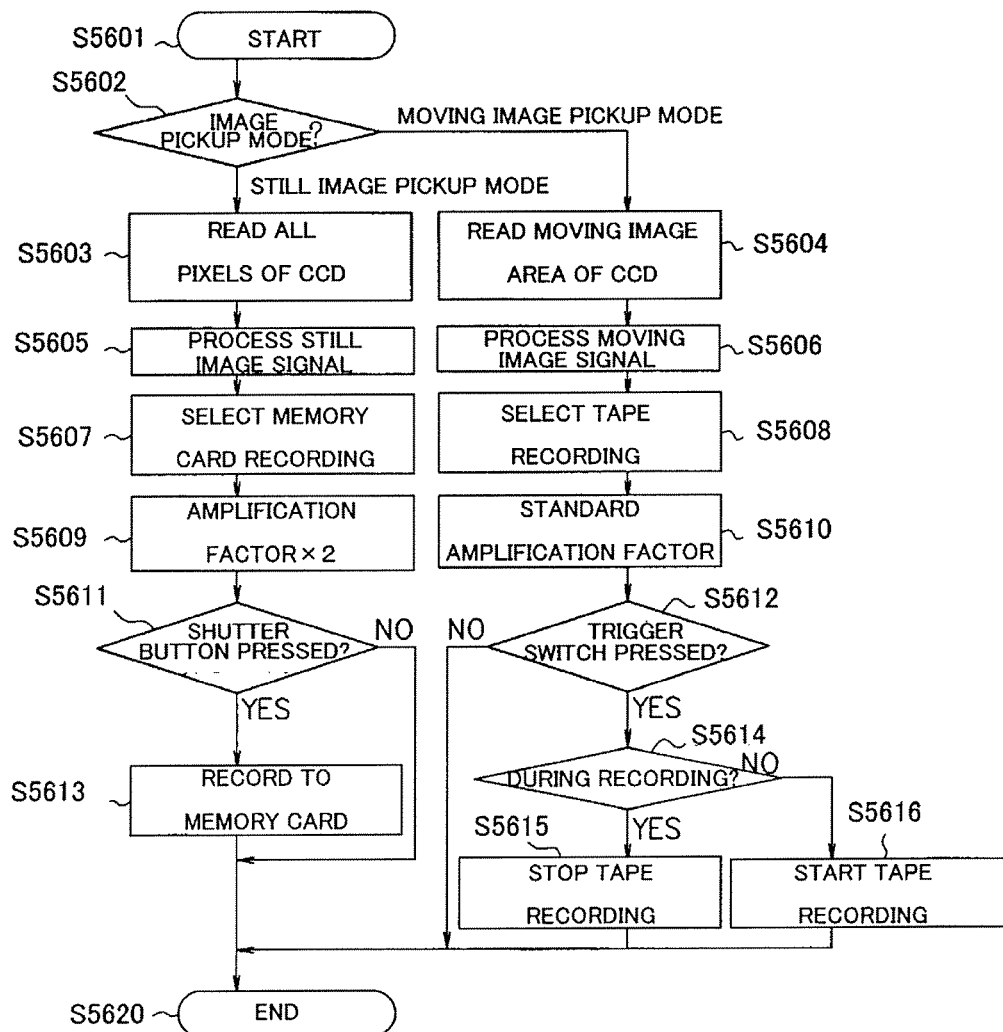 S5601
START
S5602
IMAGE
PICKUP MODE?
MOVING IMAGE PICKUP MODE
STILL IMAGE PICKUP MODE
S5603
READ ALL
PIXELS OF CCD
READ MOVING IMAGE
AREA OF CCD
S5604
S5605
PROCESS STILL
IMAGE SIGNAL
PROCESS MOVING
IMAGE SIGNAL
S5606
S5607
SELECT MEMORY
CARD RECORDING
SELECT TAPE
RECORDING
S5608
S5609
AMPLIFICATION
FACTOR×2
STANDARD
AMPLIFICATION FACTOR
S5610
S5611
SHUTTER
BUTTON PRESSED?
NO
YES
S5612
NO
TRIGGER
SWITCH PRESSED?
YES
S5613
RECORD TO
MEMORY CARD
S5614
DURING RECORDING?
NO
YES
S5615
STOP TAPE
RECORDING
S5616
START TAPE
RECORDING
S5620
END